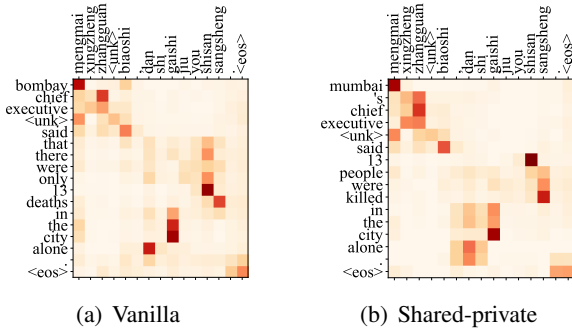 mengmai
xingzheng
zhangguan
<unk>
biaoshi
,
dan
shi
gaishi
jiu
you
shisan
sangsheng
.
<eos>
bombay
chief
executive
<unk>
said
that
there
were
only
13
deaths
in
the
city
alone
.
<eos>
(a) Vanilla
mengmai
xingzheng
zhangguan
<unk>
biaoshi
,
dan
shi
gaishi
jiu
you
shisan
sangsheng
.
<eos>
mumbai
's
chief
executive
<unk>
said
13
people
were
killed
in
the
city
alone
.
<eos>
(b) Shared-private